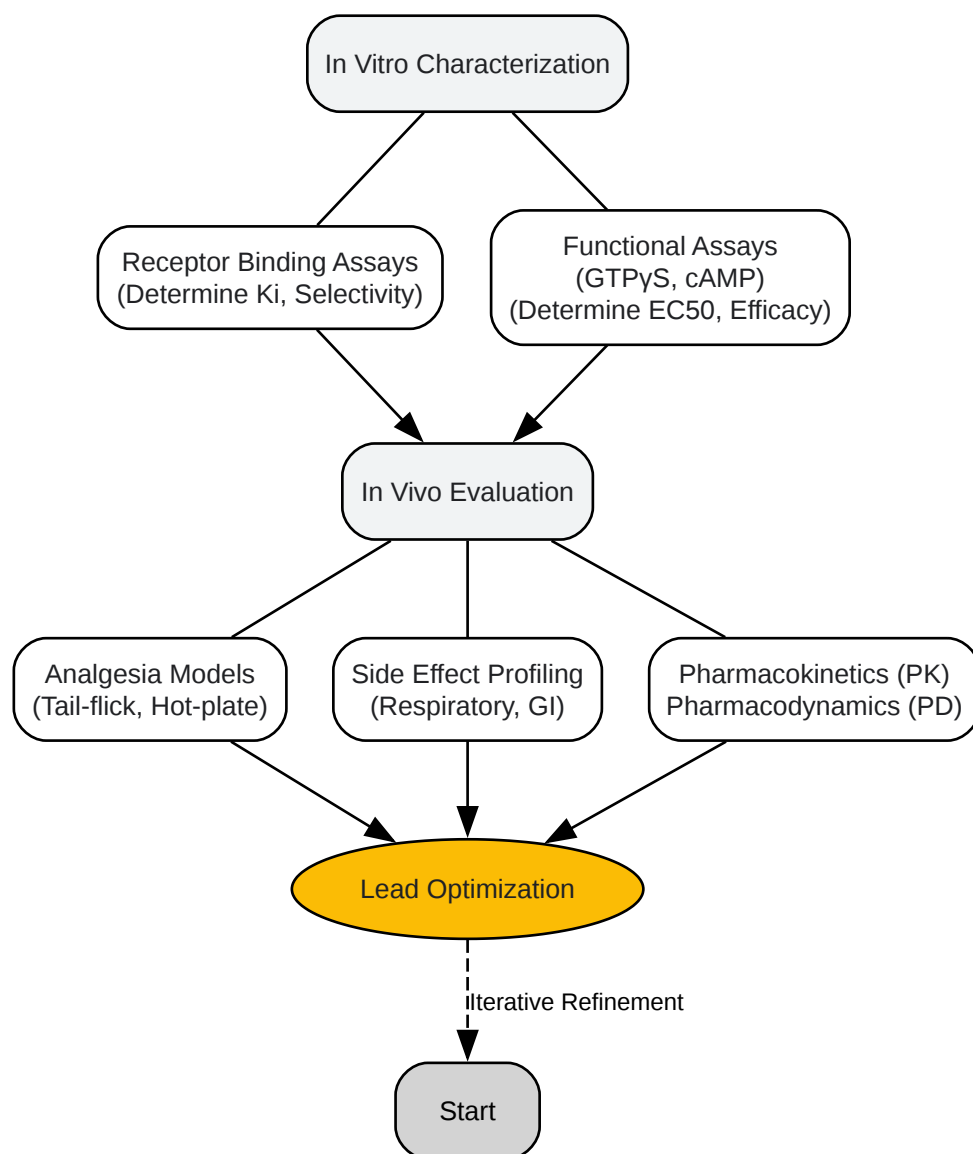 In Vitro Characterization
Receptor Binding Assays
(Determine Ki, Selectivity)
Functional Assays
(GTPγS, cAMP)
(Determine EC50, Efficacy)
In Vivo Evaluation
Analgesia Models
(Tail-flick, Hot-plate)
Side Effect Profiling
(Respiratory, GI)
Pharmacokinetics (PK)
Pharmacodynamics (PD)
Lead Optimization
Iterative Refinement
Start